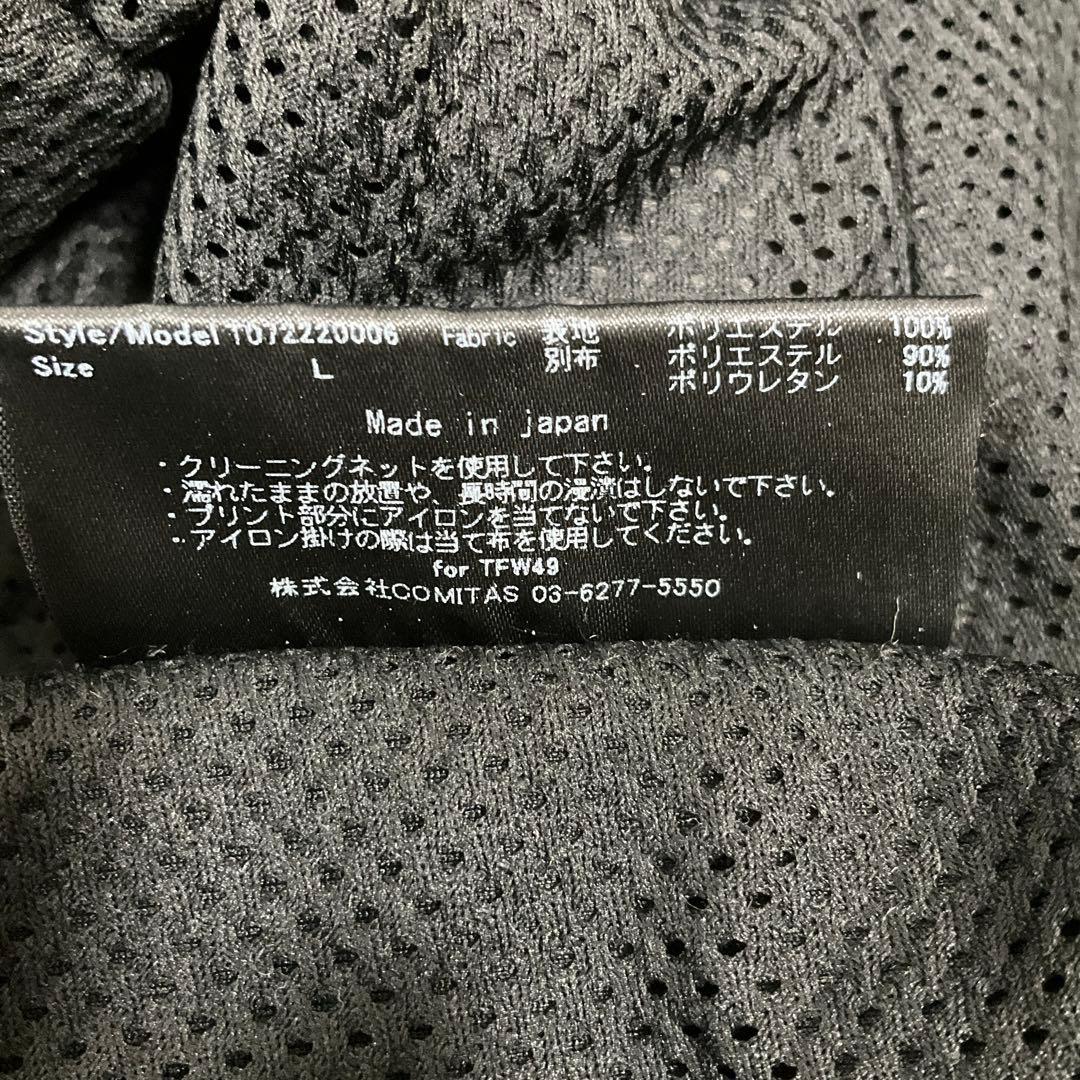 Style/Model T072220006 Fabric 表地 ポリエステル 100%
Size L 別布 ポリエステル 90%
ポリウレタン 10%
Made in japan
・クリーニングネットを使用して下さい。
・濡れたままの放置や、長時間の浸漬はしないで下さい。
・プリント部分にアイロンを当てないで下さい。
・アイロン掛けの際は当て布を使用してください。
for TFW49
株式会社COMITAS 03-6277-5550